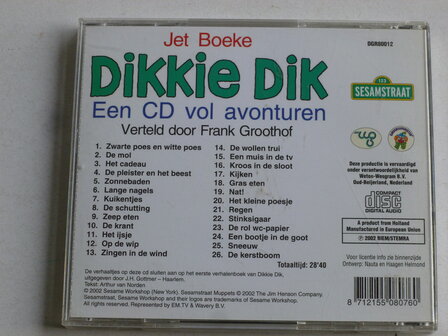 Jet Boeke
DGR80012
Dikkie Dik
Een CD vol avonturen
Verteld door Frank Groothof
123
SESAMSTRAAT
1. Zwarte poes en witte poes
2. De mol
3. Het cadeau
4. De pleister en het beest
5. Zonnebaden
6. Lange nagels
7. Kuikentjes
8. De schutting
9. Zeep eten
10. De krant
11. Het ijsje
12. Op de wip
13. Zingen in de wind
14. De wollen trui
15. Een muis in de tv
16. Kroos in de sloot
17. Kijken
18. Gras eten
19. Nat!
20. Het kleine poesje
21. Regen
22. Stinksigaar
23. De rol wc-papier
24. Een bootje in de goot
25. Sneeuw
26. De kerstboom
Totaaltijd: 28'40
Deze productie is vervaardigd
onder verantwoordelijkheid van
Weton-Wesgram B.V.
Oud-Beijerland, Nederland
COMPACT
disc
DIGITAL AUDIO
A product from Holland
Manufactured in European Union
℗ 2002 BIEM/STEMRA
Voor licentie info zie binnenzijden
Ontwerp: Nauta en Haagen Helmond
De verhaaltjes op deze cd sluiten aan op het eerste verhalenboek van Dikkie Dik,
uitgegeven door J.H. Gottmer – Haarlem.
Tekst: Arthur van Norden
© 2002 Sesame Workshop (New York). Sesamstraat Muppets © 2002 The Jim Henson Company.
Sesamstraat, Sesame Workshop and their logos are trademarks of Sesame Workshop.
All rights reserved. Represented by EM.TV & Wavery B.V.
8 712155 080760